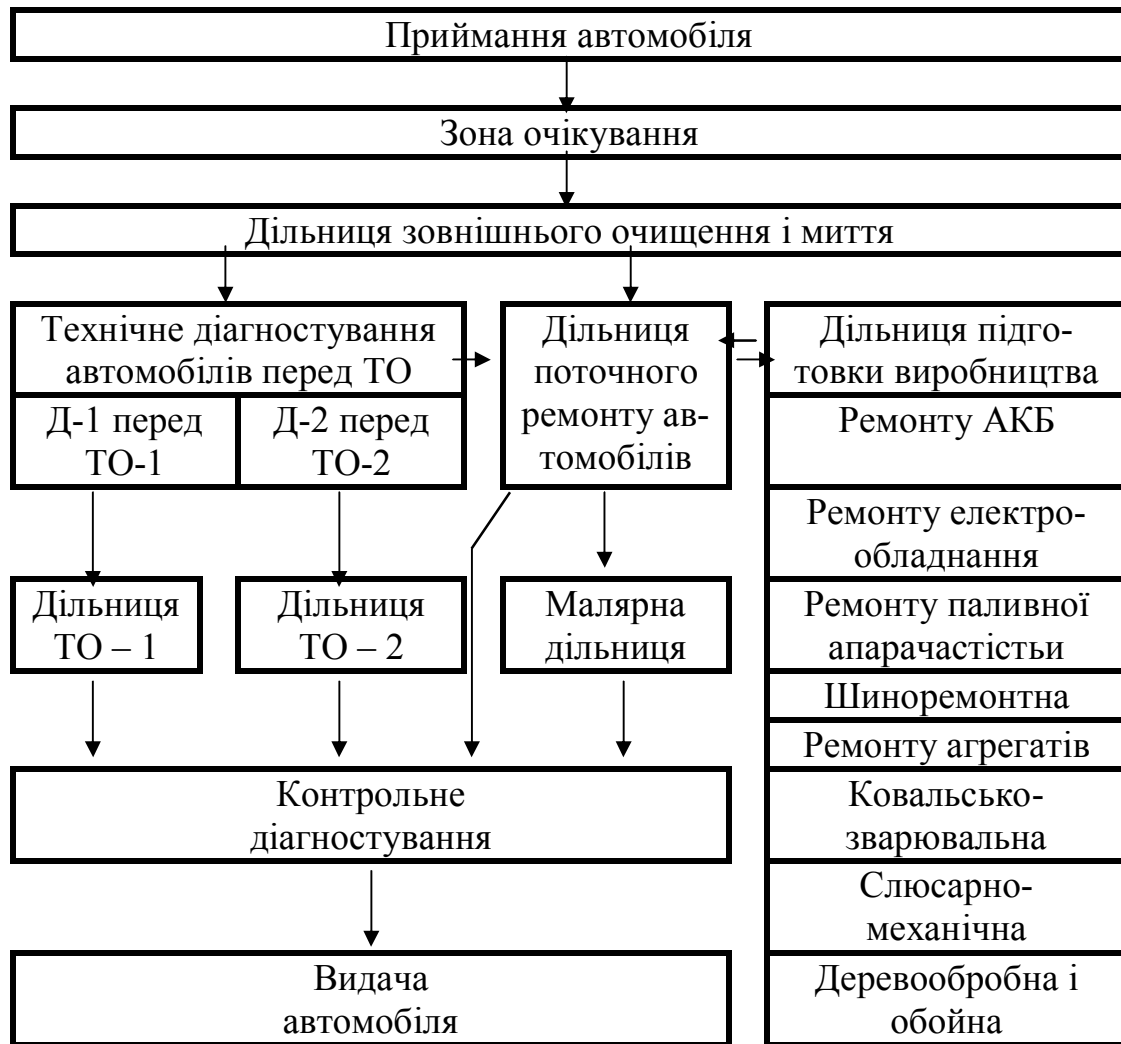 Приймання автомобіля
Зона очікування
Дільниця зовнішнього очищення і миття
Технічне діагностування
автомобілів перед ТО
Д-1 перед
ТО-1
Д-2 перед
ТО-2
Дільниця
поточного
ремонту ав-
томобілів
Дільниця підго-
товки виробництва
Ремонту АКБ
Ремонту електро-
обладнання
Ремонту паливної
апарачастістьи
Шиноремонтна
Ремонту агрегатів
Ковальсько-
зварювальна
Слюсарно-
механічна
Деревообробна і
обойна
Дільниця
ТО – 1
Дільниця
ТО – 2
Малярна
дільниця
Контрольне
діагностування
Видача
автомобіля